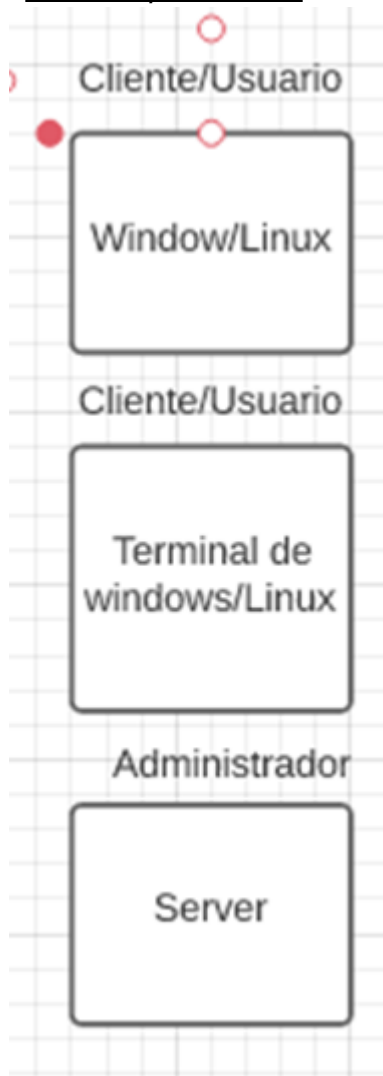 Cliente/Usuario
Window/Linux
Cliente/Usuario
Terminal de
windows/Linux
Administrador
Server